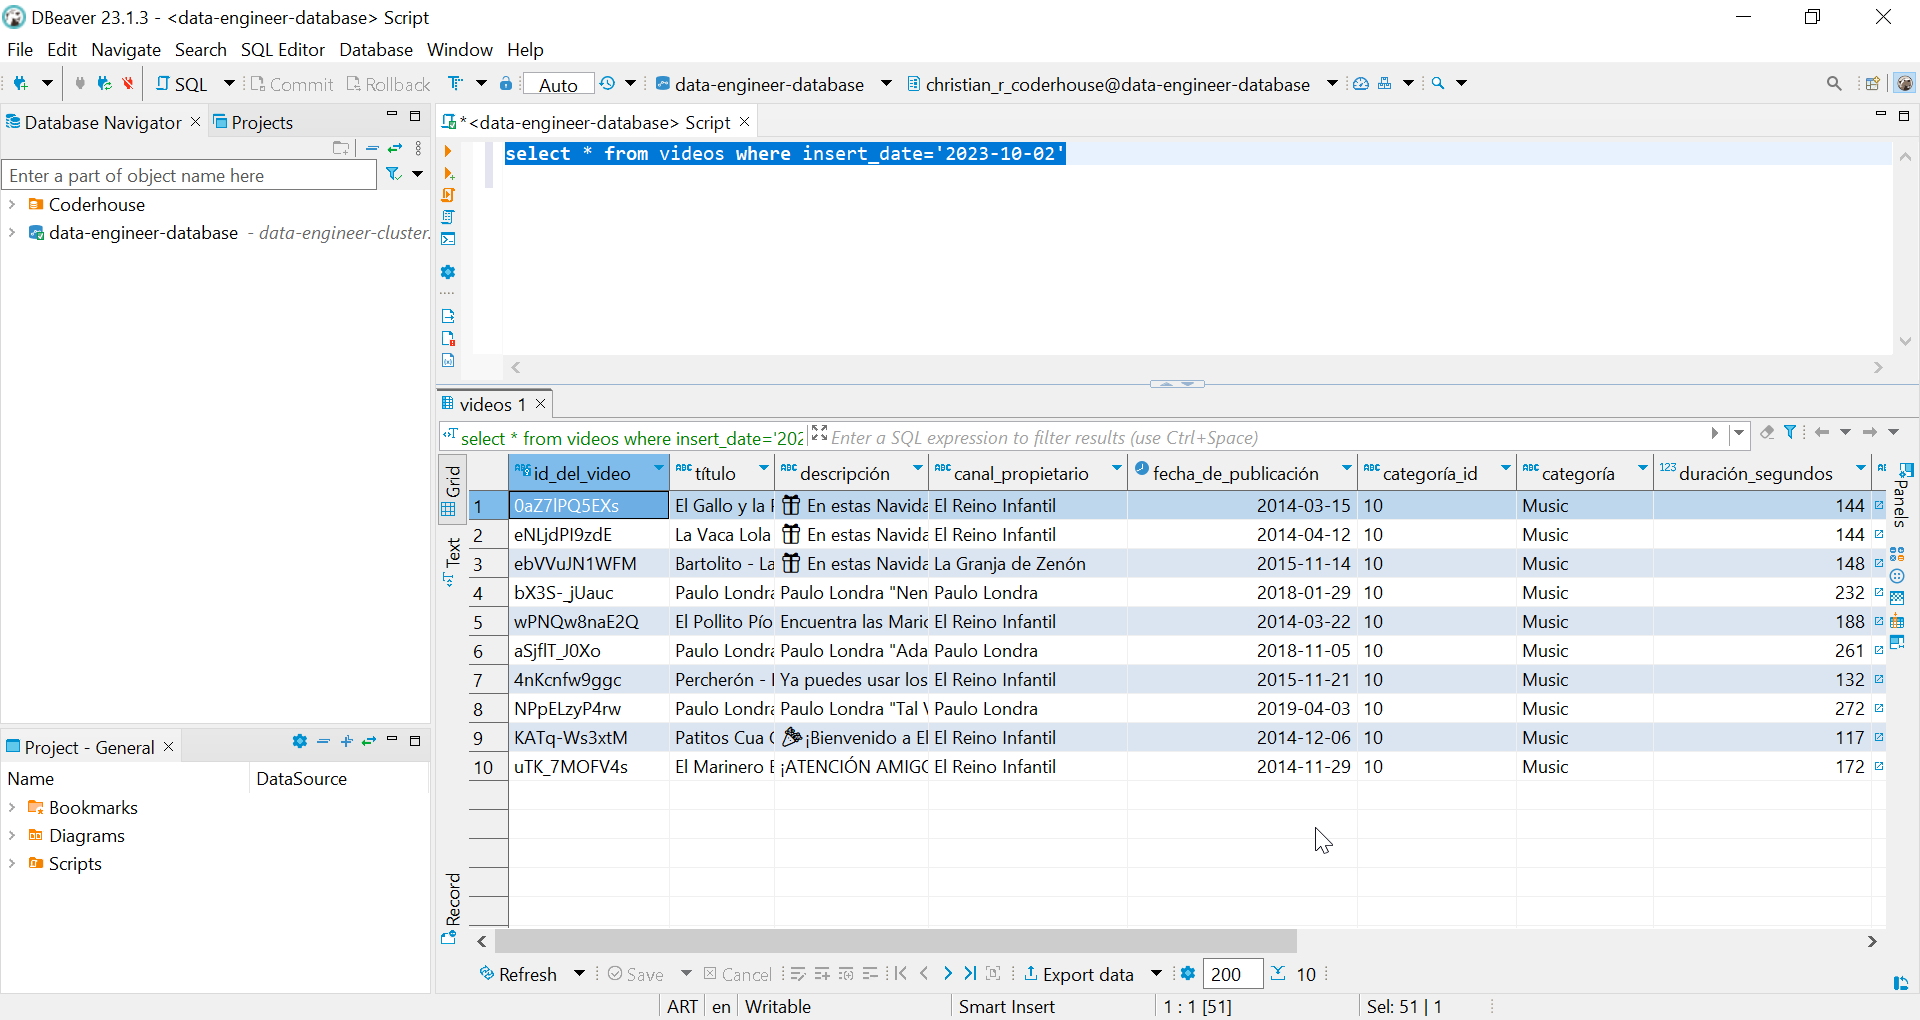 DBeaver 23.1.3 - <data-engineer-database> Script
File Edit Navigate Search SQL Editor Database Window Help
SQL Commit Rollback Auto data-engineer-database christian_r_coderhouse@data-engineer-database
Database Navigator Projects
*<data-engineer-database> Script
select * from videos where insert_date='2023-10-02'
Enter a part of object name here
Coderhouse
data-engineer-database - data-engineer-cluster.
videos 1
select * from videos where insert_date='202 Enter a SQL expression to filter results (use Ctrl+Space)
Grid
Text
Record
Panels
id_del_video título descripción canal_propietario fecha_de_publicación categoría_id categoría duración_segundos
1 0aZ7lPQ5EXs El Gallo y la En estas Navida El Reino Infantil 2014-03-15 10 Music 144
2 eNLjdPI9zdE La Vaca Lola En estas Navida El Reino Infantil 2014-04-12 10 Music 144
3 ebVVuJN1WFM Bartolito - La En estas Navida La Granja de Zenón 2015-11-14 10 Music 148
4 bX3S-_jUauc Paulo Londra Paulo Londra "Nen Paulo Londra 2018-01-29 10 Music 232
5 wPNQw8naE2Q El Pollito Pío Encuentra las Mari El Reino Infantil 2014-03-22 10 Music 188
6 aSjflT_J0Xo Paulo Londra Paulo Londra "Ada Paulo Londra 2018-11-05 10 Music 261
7 4nKcnfw9ggc Percherón - Ya puedes usar los El Reino Infantil 2015-11-21 10 Music 132
8 NPpELzyP4rw Paulo Londra Paulo Londra "Tal Paulo Londra 2019-04-03 10 Music 272
9 KATq-Ws3xtM Patitos Cua ¡Bienvenido a El El Reino Infantil 2014-12-06 10 Music 117
10 uTK_7MOFV4s El Marinero ¡ATENCIÓN AMIG El Reino Infantil 2014-11-29 10 Music 172
Project - General
Name DataSource
Bookmarks
Diagrams
Scripts
Refresh Save Cancel Export data 200 10
ART en Writable Smart Insert 1 : 1 [51] Sel: 51 | 1